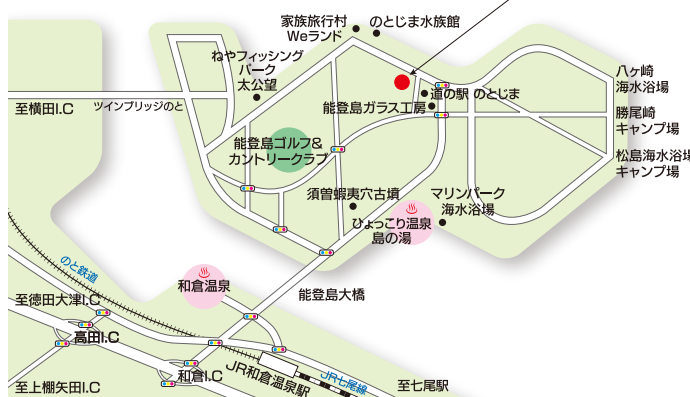 家族旅行村
Weランド
のとじま水族館
ねやフィッシング
パーク
太公望
八ヶ崎
海水浴場
道の駅 のとじま
至横田I.C
ツインブリッジのと
能登島ガラス工房
勝尾崎
キャンプ場
能登島ゴルフ&
カントリークラブ
松島海水浴場
キャンプ場
須曽蝦夷穴古墳
マリンパーク
海水浴場
ひょっこり温泉
島の湯
のと鉄道
和倉温泉
能登島大橋
至徳田大津I.C
高田I.C
JR和倉温泉駅
和倉I.C
JR七尾線
至上棚矢田I.C
至七尾駅